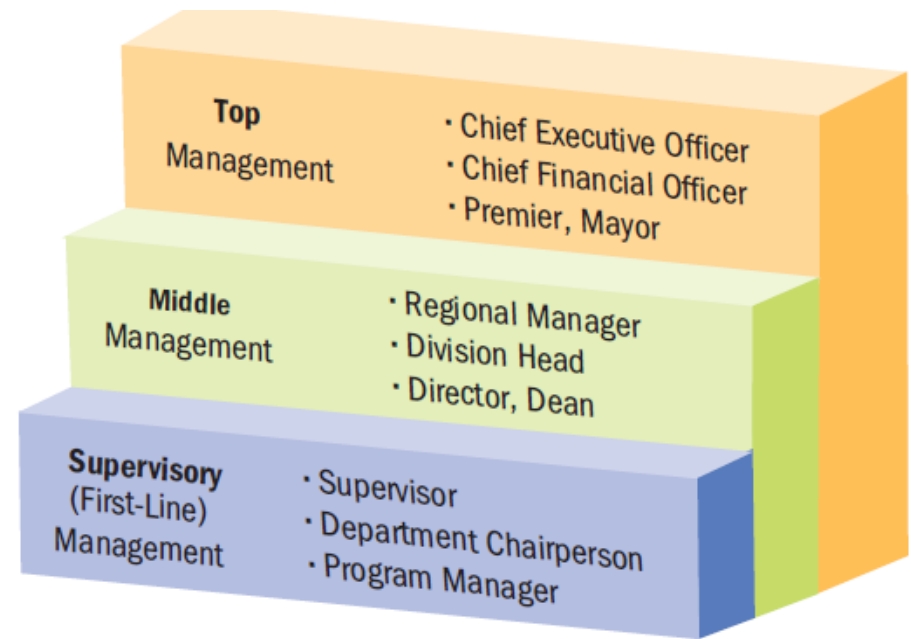 Top
Management
· Chief Executive Officer
· Chief Financial Officer
· Premier, Mayor
Middle
Management
· Regional Manager
· Division Head
· Director, Dean
Supervisory
(First-Line)
Management
· Supervisor
· Department Chairperson
· Program Manager